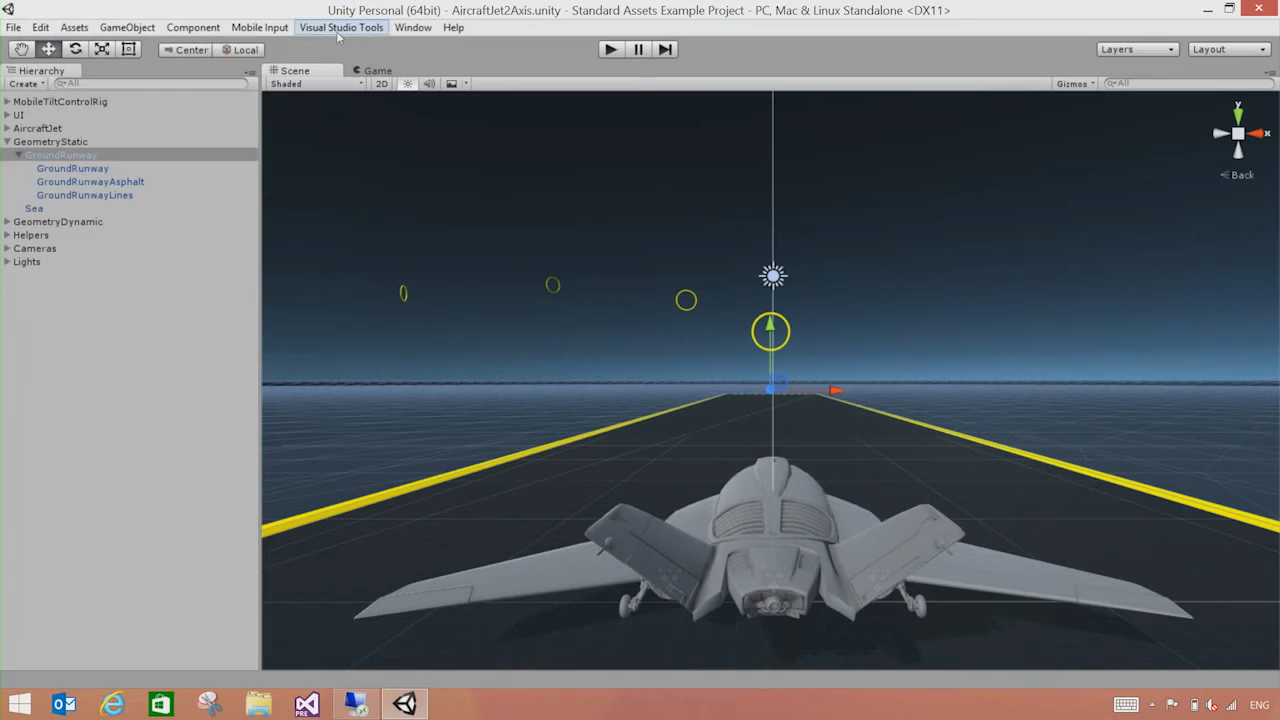 Unity Personal (64bit) - AircraftJet2Axis.unity - Standard Assets Example Project - PC, Mac & Linux Standalone <DX11>
File Edit Assets GameObject Component Mobile Input Visual Studio Tools Window Help
Center Local Layers Layout
Hierarchy Scene Game
Create All Shaded 2D Gizmos All
MobileTiltControlRig
UI
AircraftJet
GeometryStatic
GroundRunway
GroundRunway
GroundRunwayAsphalt
GroundRunwayLines
Sea
GeometryDynamic
Helpers
Cameras
Lights
y
x
Back
PRE
ENG